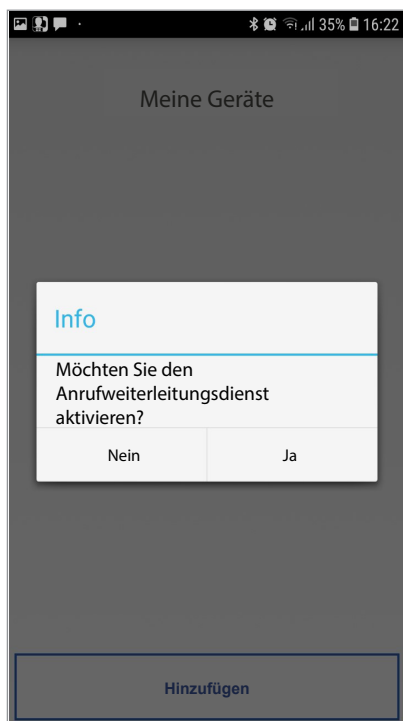 35% 16:22
Meine Geräte
Info
Möchten Sie den
Anrufweiterleitungsdienst
aktivieren?
Nein Ja
Hinzufügen